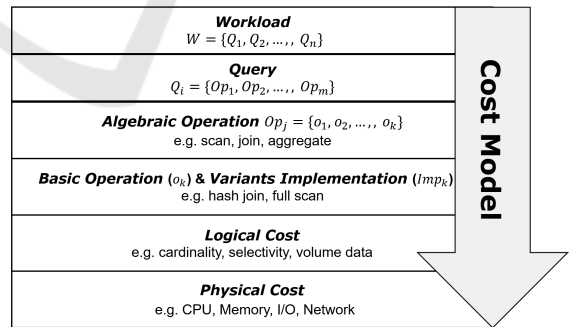 Workload
W = {Q₁, Q₂, ... , , Qₙ}
Query
Qᵢ = {Op₁, Op₂, ... , , Opₘ}
Algebraic Operation Opⱼ = {o₁, o₂, ... , , oₖ}
e.g. scan, join, aggregate
Basic Operation (oₖ) & Variants Implementation (Impₖ)
e.g. hash join, full scan
Logical Cost
e.g. cardinality, selectivity, volume data
Physical Cost
e.g. CPU, Memory, I/O, Network
Cost Model